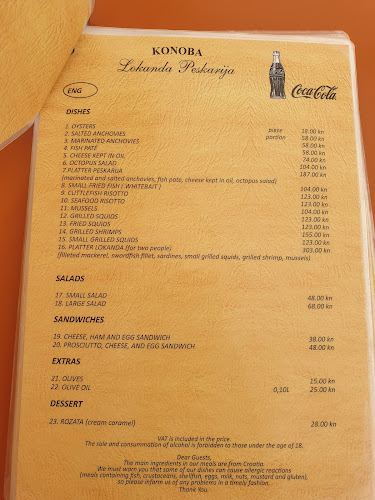 KONOBA
Lokanda Peskarija
Coca-Cola
ENG
DISHES
1. OYSTERS piese 18.00 kn
2. SALTED ANCHOVIES portion 58.00 kn
3. MARINATED ANCHOVIES 58.00 kn
4. FISH PATÉ 58.00 kn
5. CHEESE KEPT IN OIL 74.00 kn
6. OCTOPUS SALAD 104.00 kn
7.PLATTER PESKARIJA 187.00 kn
(marinated and salted anchovies, fish pate, cheese kept in oil, octopus salad)
8. SMALL FRIED FISH ( WHITEBAIT ) 104.00 kn
9. CUTTLEFISH RISOTTO 123.00 kn
10. SEAFOOD RISOTTO 123.00 kn
11. MUSSELS 104.00 kn
12. GRILLED SQUIDS 123.00 kn
13. FRIED SQUIDS 123.00 kn
14. GRILLED SHRIMPS 155.00 kn
15. SMALL GRILLED SQUIDS 123.00 kn
16. PLATTER LOKANDA (for two people) 303.00 kn
(filleted mackerel, swordfish fillet, sardines, small grilled squids, grilled shrimp, mussels)
SALADS
17. SMALL SALAD 48.00 kn
18. LARGE SALAD 68.00 kn
SANDWICHES
19. CHEESE, HAM AND EGG SANDWICH 38.00 kn
20. PROSCIUTTO, CHEESE, AND EGG SANDWICH 48.00 kn
EXTRAS
21. OLIVES 15.00 kn
22. OLIVE OIL 0,10L 25.00 kn
DESSERT
23. ROZATA (cream caramel) 28.00 kn
VAT is included in the price
The sale and consummation of alcohol is forbidden to those under the age of 18.
Dear Guests,
The main ingredients in our meals are from Croatia.
We must warn you that some of our dishes can cause allergic reactions
(meals containing fish, crustaceans, shellfish, eggs, milk, nuts, mustard and gluten),
so please inform us of any problems in a timely fashion.
Thank You.